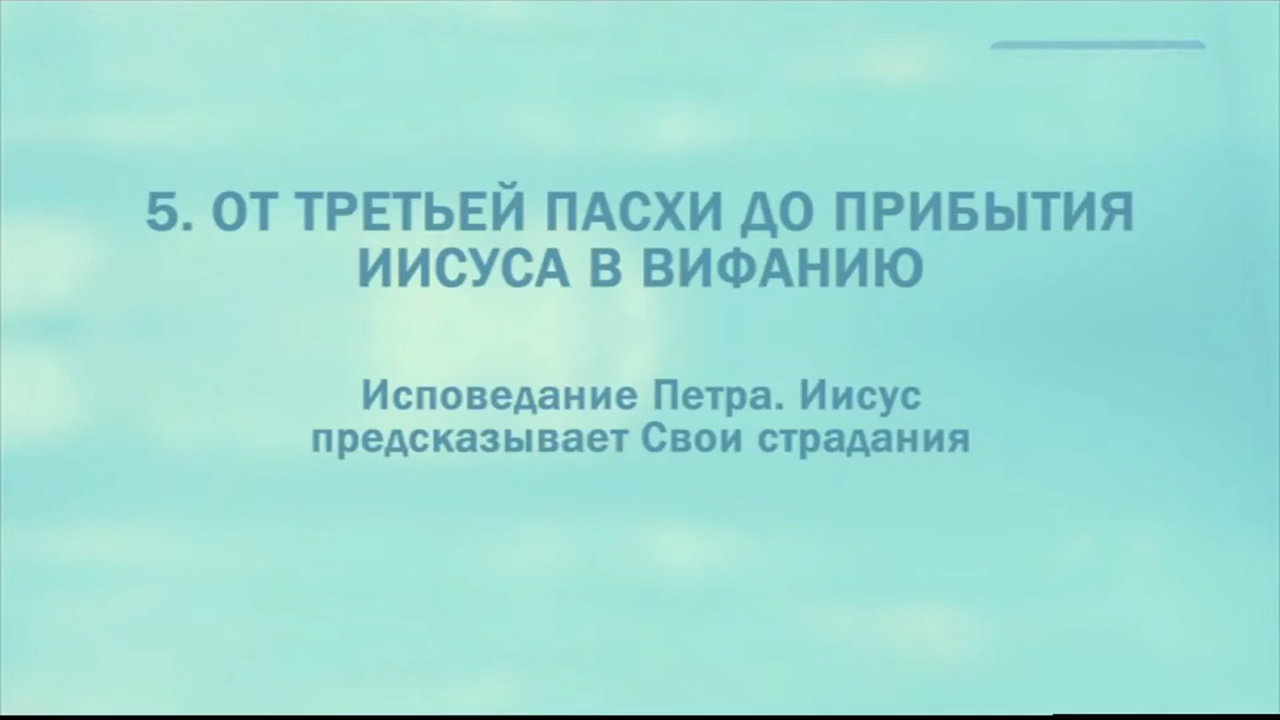 5. ОТ ТРЕТЬЕЙ ПАСХИ ДО ПРИБЫТИЯ
ИИСУСА В ВИФАНИЮ
Исповедание Петра. Иисус
предсказывает Свои страдания